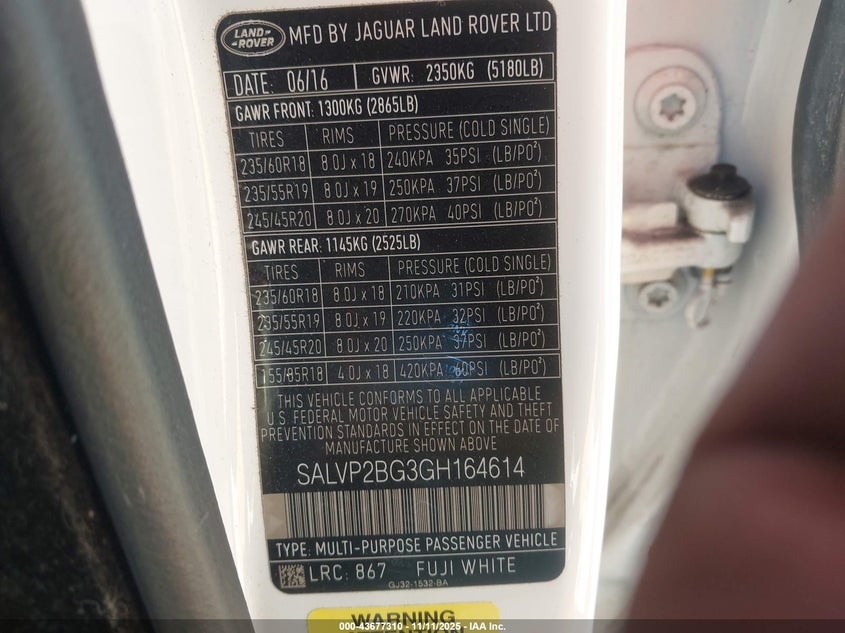 LAND ROVER MFD BY JAGUAR LAND ROVER LTD
DATE: 06/16 GVWR: 2350KG (5180LB)
GAWR FRONT: 1300KG (2865LB)
TIRES RIMS PRESSURE (COLD SINGLE)
235/60R18 8.0J x 18 240KPA 35PSI (LB/PO²)
235/55R19 8.0J x 19 250KPA 37PSI (LB/PO²)
245/45R20 8.0J x 20 270KPA 40PSI (LB/PO²)
GAWR REAR: 1145KG (2525LB)
TIRES RIMS PRESSURE (COLD SINGLE)
235/60R18 8.0J x 18 210KPA 31PSI (LB/PO²)
235/55R19 8.0J x 19 220KPA 32PSI (LB/PO²)
245/45R20 8.0J x 20 250KPA 37PSI (LB/PO²)
155/85R18 4.0J x 18 420KPA 60PSI (LB/PO²)
THIS VEHICLE CONFORMS TO ALL APPLICABLE
U.S. FEDERAL MOTOR VEHICLE SAFETY AND THEFT
PREVENTION STANDARDS IN EFFECT ON THE DATE OF
MANUFACTURE SHOWN ABOVE
SALVP2BG3GH164614
TYPE: MULTI-PURPOSE PASSENGER VEHICLE
LRC: 867 FUJI WHITE
GJ32-1532-BA
WARNING
000-43677310 - 11/11/2025 - IAA Inc.